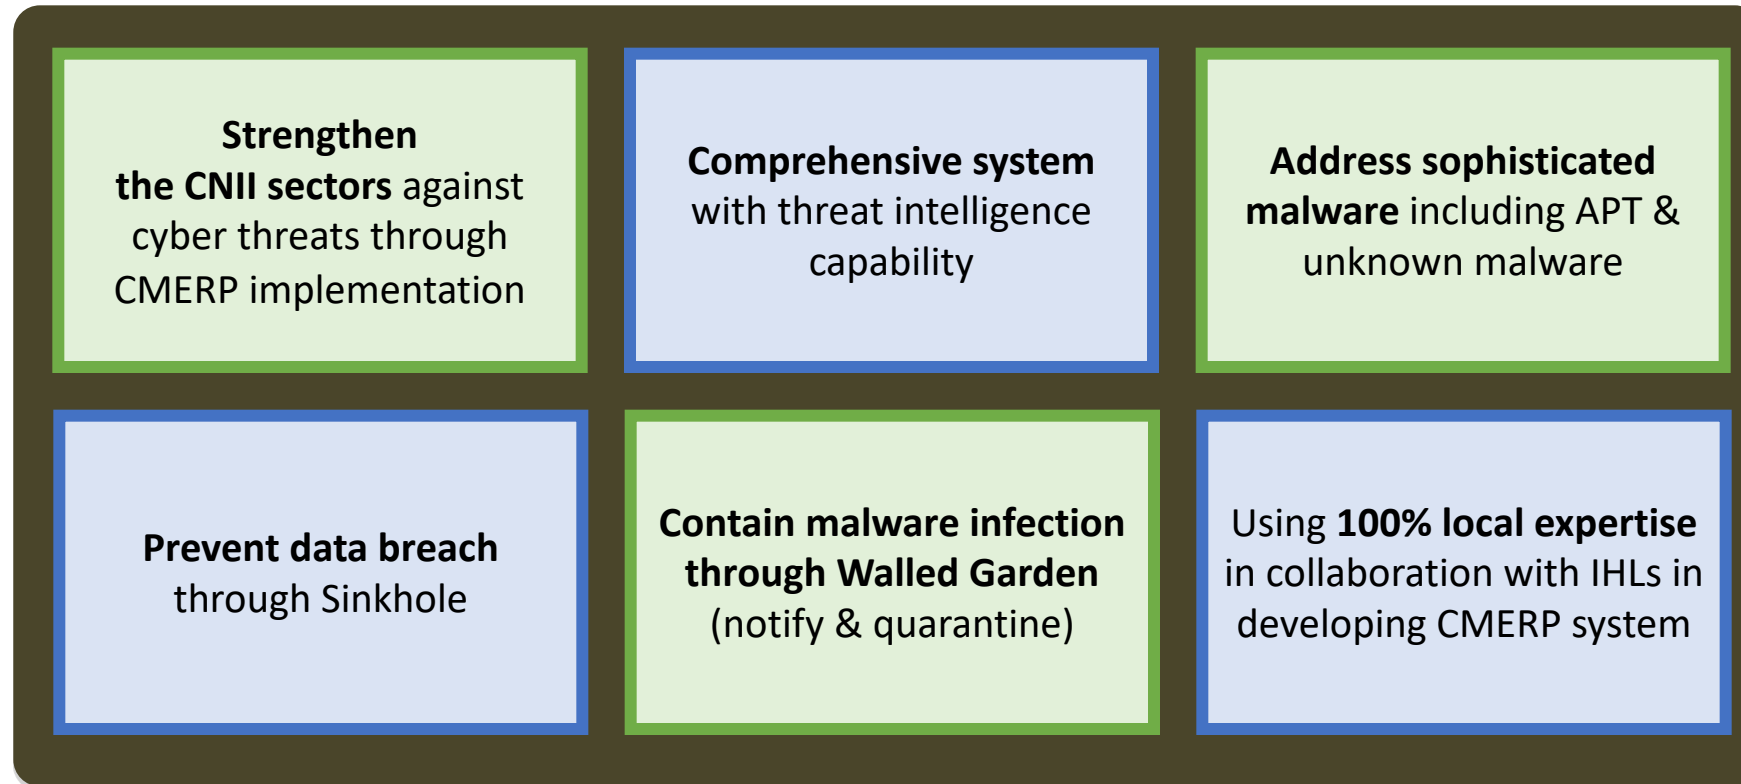 Strengthen
the CNII sectors against
cyber threats through
CMERP implementation
Comprehensive system
with threat intelligence
capability
Address sophisticated
malware including APT &
unknown malware
Prevent data breach
through Sinkhole
Contain malware infection
through Walled Garden
(notify & quarantine)
Using 100% local expertise
in collaboration with IHLs in
developing CMERP system